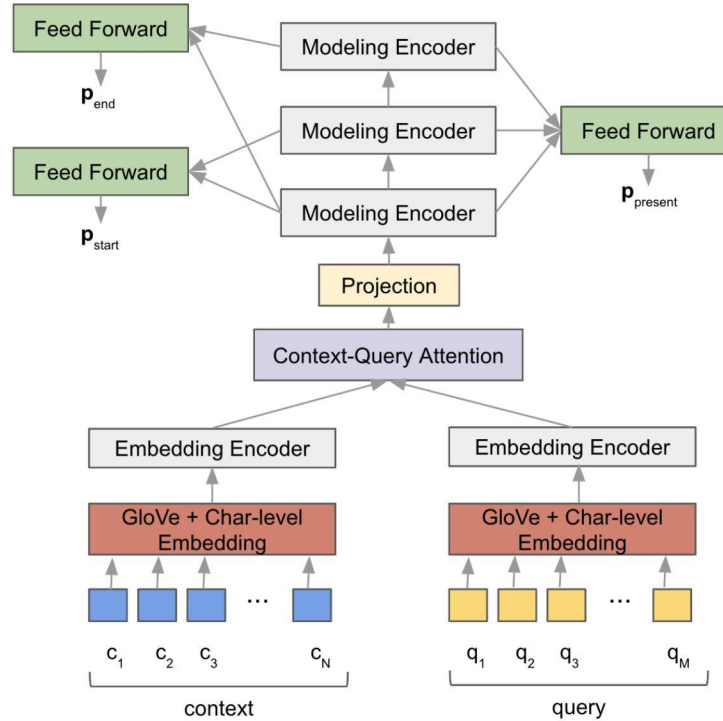 Feed Forward
Modeling Encoder
p_end
Modeling Encoder
Feed Forward
Feed Forward
Modeling Encoder
p_present
p_start
Projection
Context-Query Attention
Embedding Encoder
Embedding Encoder
GloVe + Char-level
Embedding
GloVe + Char-level
Embedding
... 
...
c_1 c_2 c_3 c_N
q_1 q_2 q_3 q_M
context
query